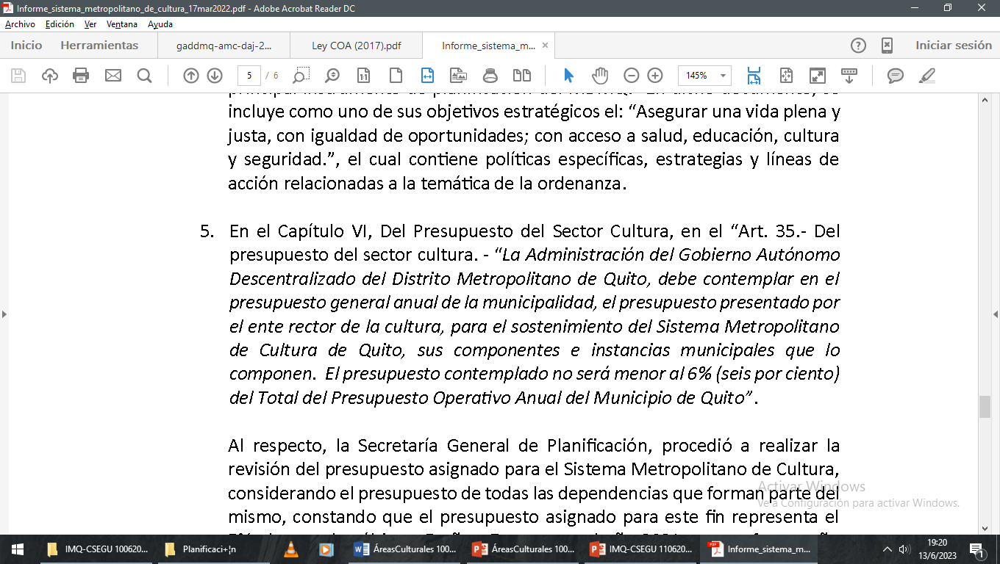 Informe_sistema_metropolitano_de_cultura_17mar2022.pdf - Adobe Acrobat Reader DC
Archivo Edición Ver Ventana Ayuda
Inicio Herramientas gaddmq-amc-daj-2... Ley COA (2017).pdf Informe_sistema_m... × Iniciar sesión
5 / 6 145%
incluye como uno de sus objetivos estratégicos el: “Asegurar una vida plena y
justa, con igualdad de oportunidades; con acceso a salud, educación, cultura
y seguridad.”, el cual contiene políticas específicas, estrategias y líneas de
acción relacionadas a la temática de la ordenanza.
5. En el Capítulo VI, Del Presupuesto del Sector Cultura, en el “Art. 35.- Del
presupuesto del sector cultura. - “La Administración del Gobierno Autónomo
Descentralizado del Distrito Metropolitano de Quito, debe contemplar en el
presupuesto general anual de la municipalidad, el presupuesto presentado por
el ente rector de la cultura, para el sostenimiento del Sistema Metropolitano
de Cultura de Quito, sus componentes e instancias municipales que lo
componen. El presupuesto contemplado no será menor al 6% (seis por ciento)
del Total del Presupuesto Operativo Anual del Municipio de Quito”.
Al respecto, la Secretaría General de Planificación, procedió a realizar la
revisión del presupuesto asignado para el Sistema Metropolitano de Cultura,
considerando el presupuesto de todas las dependencias que forman parte del
mismo, constando que el presupuesto asignado para este fin representa el
Activar Windows
Ve a Configuración para activar Windows.
IMQ-CSEGU 100620... Planificaci+¦n ÁreasCulturales 100... ÁreasCulturales 100... IMQ-CSEGU 110620... Informe_sistema_m... 19:20
13/6/2023 1